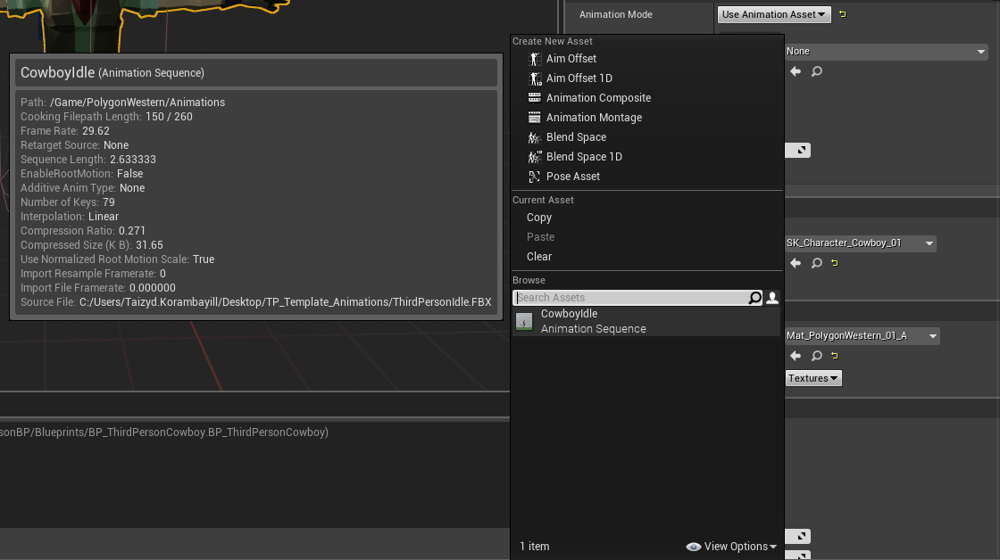 Animation Mode
Use Animation Asset
None
CowboyIdle (Animation Sequence)
Path: /Game/PolygonWestern/Animations
Cooking Filepath Length: 150 / 260
Frame Rate: 29.62
Retarget Source: None
Sequence Length: 2.633333
EnableRootMotion: False
Additive Anim Type: None
Number of Keys: 79
Interpolation: Linear
Compression Ratio: 0.271
Compressed Size (K B): 31.65
Use Normalized Root Motion Scale: True
Import Resample Framerate: 0
Import File Framerate: 0.000000
Source File: C:/Users/Taizyd.Korambayill/Desktop/TP_Template_Animations/ThirdPersonIdle.FBX
sonBP/Blueprints/BP_ThirdPersonCowboy.BP_ThirdPersonCowboy)
Create New Asset
Aim Offset
Aim Offset 1D
Animation Composite
Animation Montage
Blend Space
Blend Space 1D
Pose Asset
Current Asset
Copy
Paste
Clear
Browse
Search Assets
CowboyIdle
Animation Sequence
1 item
View Options
SK_Character_Cowboy_01
Mat_PolygonWestern_01_A
Textures